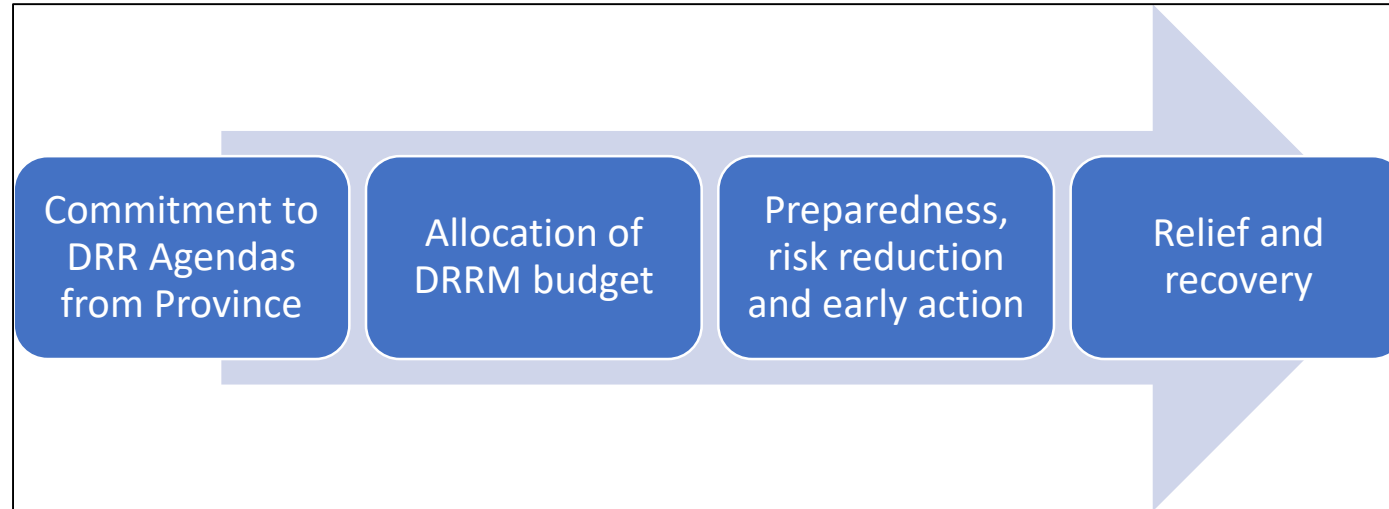 Commitment to
DRR Agendas
from Province
Allocation of
DRRM budget
Preparedness,
risk reduction
and early action
Relief and
recovery